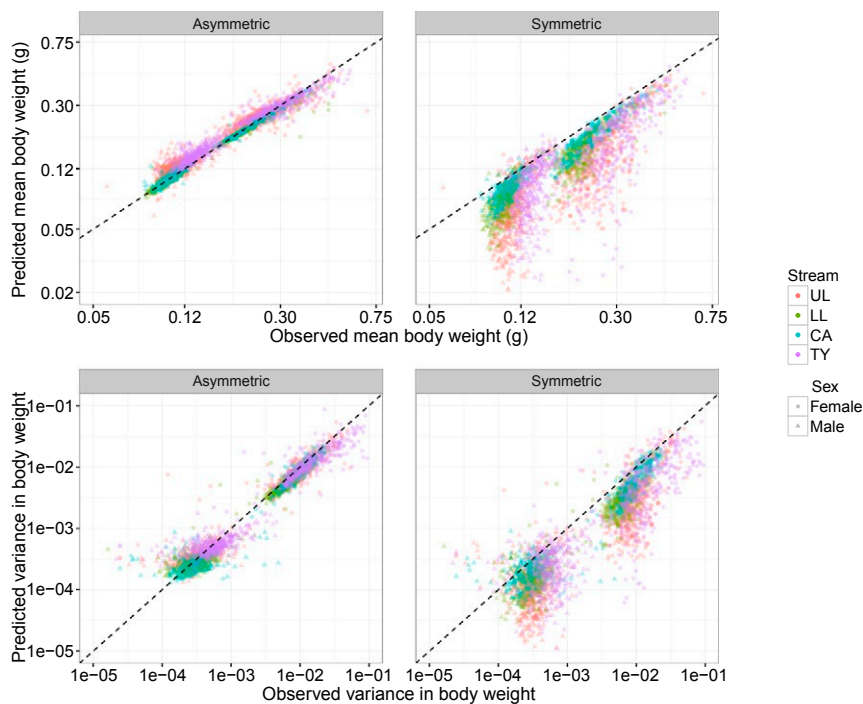 Asymmetric
Symmetric
Predicted mean body weight (g)
0.75
0.30
0.12
0.05
0.02
0.05
0.12
0.30
0.75
0.05
0.12
0.30
0.75
Observed mean body weight (g)
Asymmetric
Symmetric
Predicted variance in body weight
1e-01
1e-02
1e-03
1e-04
1e-05
1e-05
1e-04
1e-03
1e-02
1e-01
1e-05
1e-04
1e-03
1e-02
1e-01
Observed variance in body weight
Stream
UL
LL
CA
TY
Sex
Female
Male